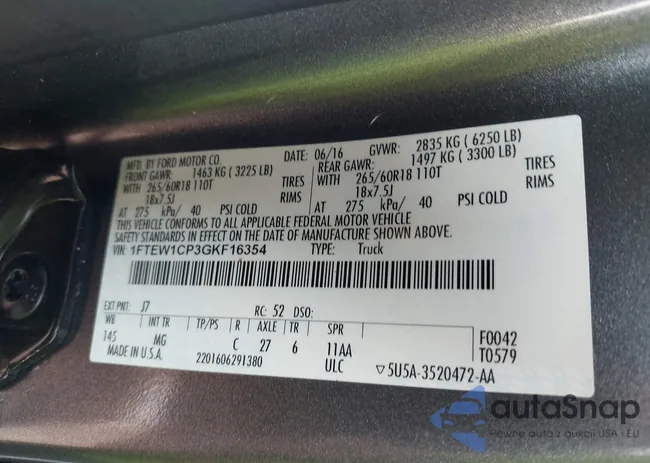 MFD. BY FORD MOTOR CO.
DATE: 06/16 GVWR: 2835 KG ( 6250 LB)
FRONT GAWR: 1463 KG ( 3225 LB)
REAR GAWR: 1497 KG ( 3300 LB)
WITH 265/60R18 110T TIRES
WITH 265/60R18 110T TIRES
18x7.5J RIMS
18x7.5J RIMS
AT 275 kPa/ 40 PSI COLD
AT 275 kPa/ 40 PSI COLD
THIS VEHICLE CONFORMS TO ALL APPLICABLE FEDERAL MOTOR VEHICLE
SAFETY STANDARDS IN EFFECT ON THE DATE OF MANUFACTURE SHOWN ABOVE.
VIN: 1FTEW1CP3GKF16354 TYPE: Truck
EXT PNT: J7 RC: 52 DSO:
WB INT TR TP/PS R AXLE TR SPR F0042
145 MG C 27 6 11AA T0579
MADE IN U.S.A. 2201606291380 ULC ▽5U5A-3520472-AA
autoSnap
Rėwne auto z aukcji USA i EU